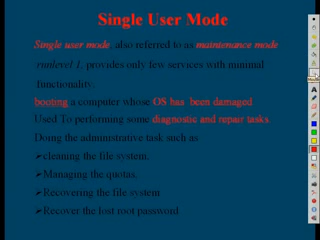 Single User Mode
Single user mode also referred to as maintenance mode
runlevel 1, provides only few services with minimal
functionality.
booting a computer whose OS has been damaged
Used To performing some diagnostic and repair tasks.
Doing the administrative task such as
➢cleaning the file system.
➢Managing the quotas.
➢Recovering the file system
➢Recover the lost root password